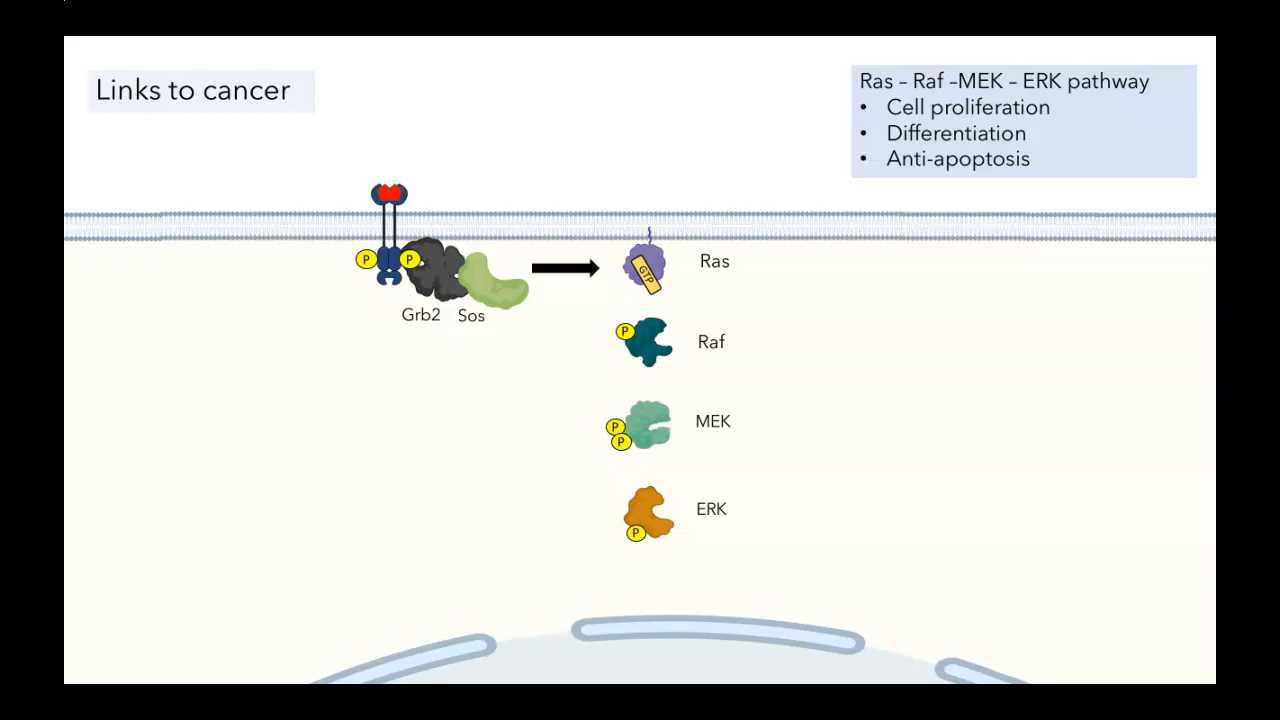 Links to cancer
Ras – Raf –MEK – ERK pathway
• Cell proliferation
• Differentiation
• Anti-apoptosis
P
P
Grb2
Sos
GTP
Ras
P
Raf
P
P
MEK
P
ERK